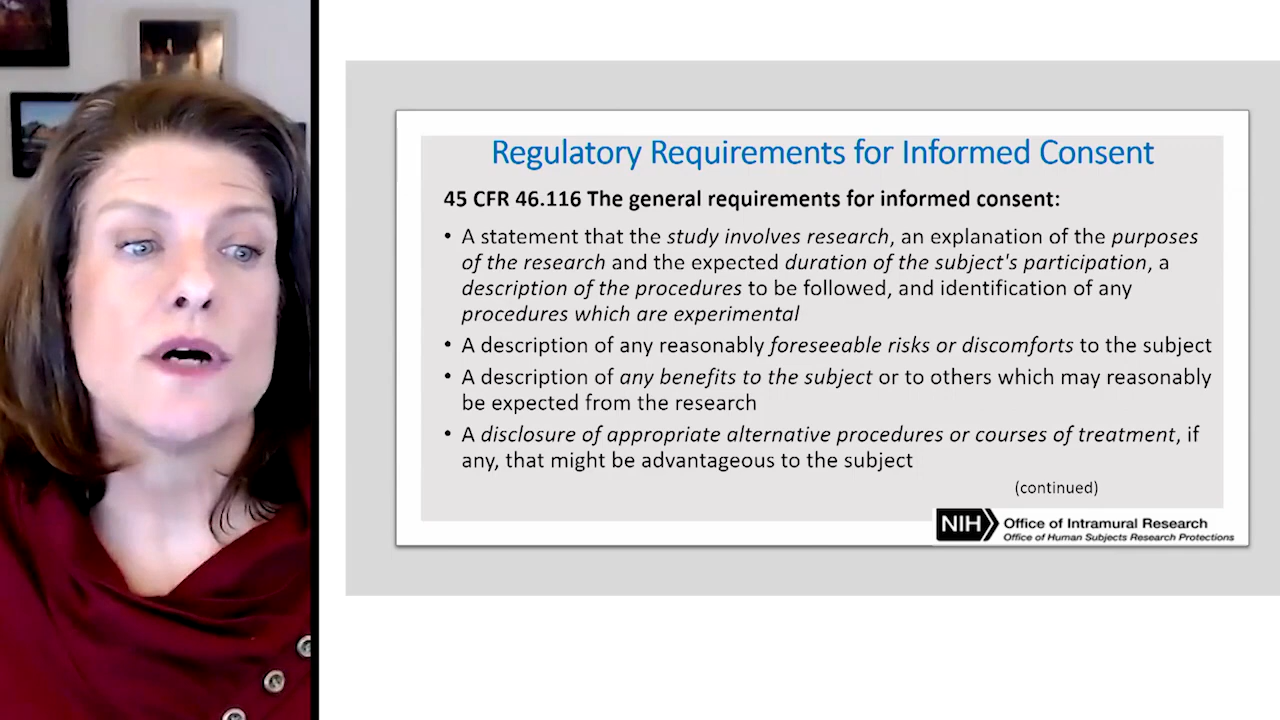 Regulatory Requirements for Informed Consent
45 CFR 46.116 The general requirements for informed consent:
• A statement that the study involves research, an explanation of the purposes
of the research and the expected duration of the subject's participation, a
description of the procedures to be followed, and identification of any
procedures which are experimental
• A description of any reasonably foreseeable risks or discomforts to the subject
• A description of any benefits to the subject or to others which may reasonably
be expected from the research
• A disclosure of appropriate alternative procedures or courses of treatment, if
any, that might be advantageous to the subject
(continued)
NIH Office of Intramural Research
Office of Human Subjects Research Protections